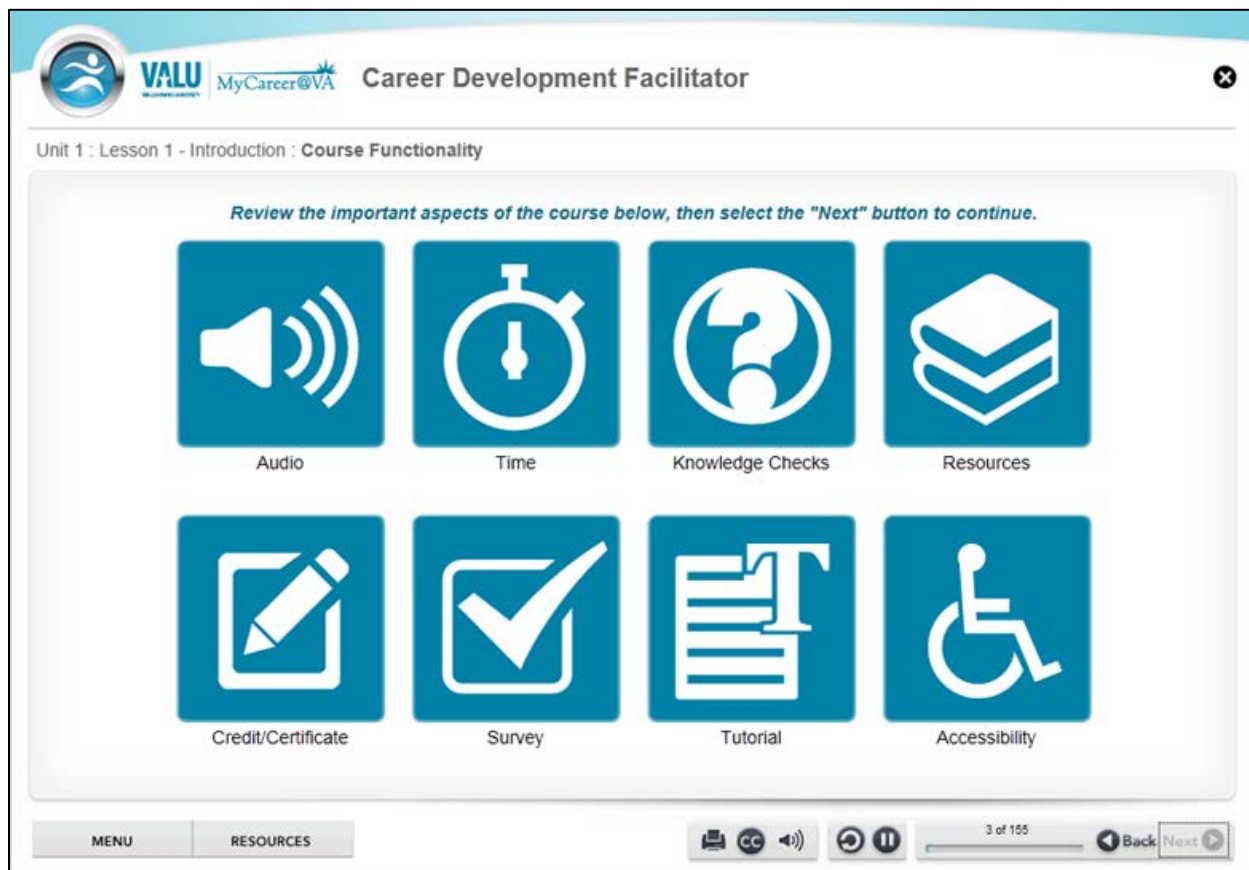 VALU
MyCareer@VA
Career Development Facilitator
Unit 1 : Lesson 1 - Introduction : Course Functionality
Review the important aspects of the course below, then select the "Next" button to continue.
Audio
Time
Knowledge Checks
Resources
Credit/Certificate
Survey
T
Tutorial
Accessibility
MENU
RESOURCES
CC
3 of 155
Back
Next